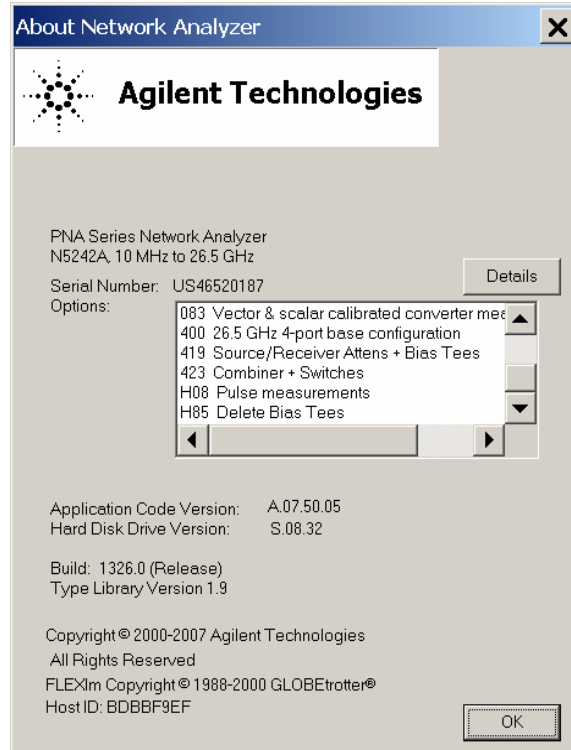 About Network Analyzer
Agilent Technologies
PNA Series Network Analyzer
N5242A, 10 MHz to 26.5 GHz
Serial Number: US46520187
Details
Options:
083 Vector & scalar calibrated converter mea
400 26.5 GHz 4-port base configuration
419 Source/Receiver Attens + Bias Tees
423 Combiner + Switches
H08 Pulse measurements
H85 Delete Bias Tees
Application Code Version: A.07.50.05
Hard Disk Drive Version: S.08.32
Build: 1326.0 (Release)
Type Library Version 1.9
Copyright © 2000-2007 Agilent Technologies
All Rights Reserved
FLEXlm Copyright © 1988-2000 GLOBEtrotter®
Host ID: BDBBF9EF
OK